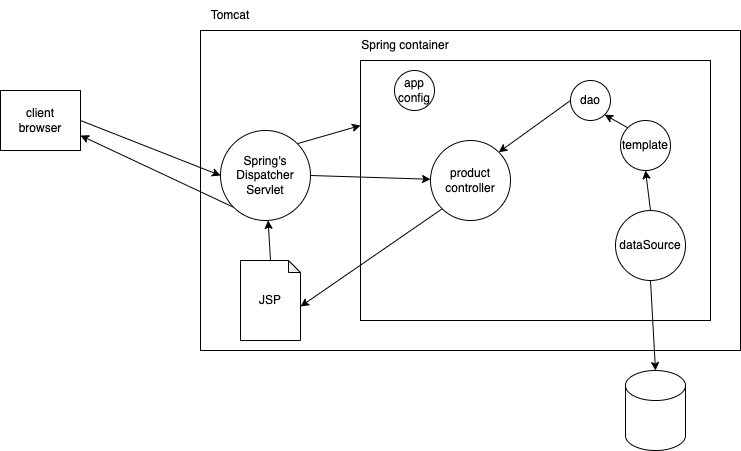 Tomcat
Spring container
app
config
dao
client
browser
template
Spring's
Dispatcher
Servlet
product
controller
dataSource
JSP